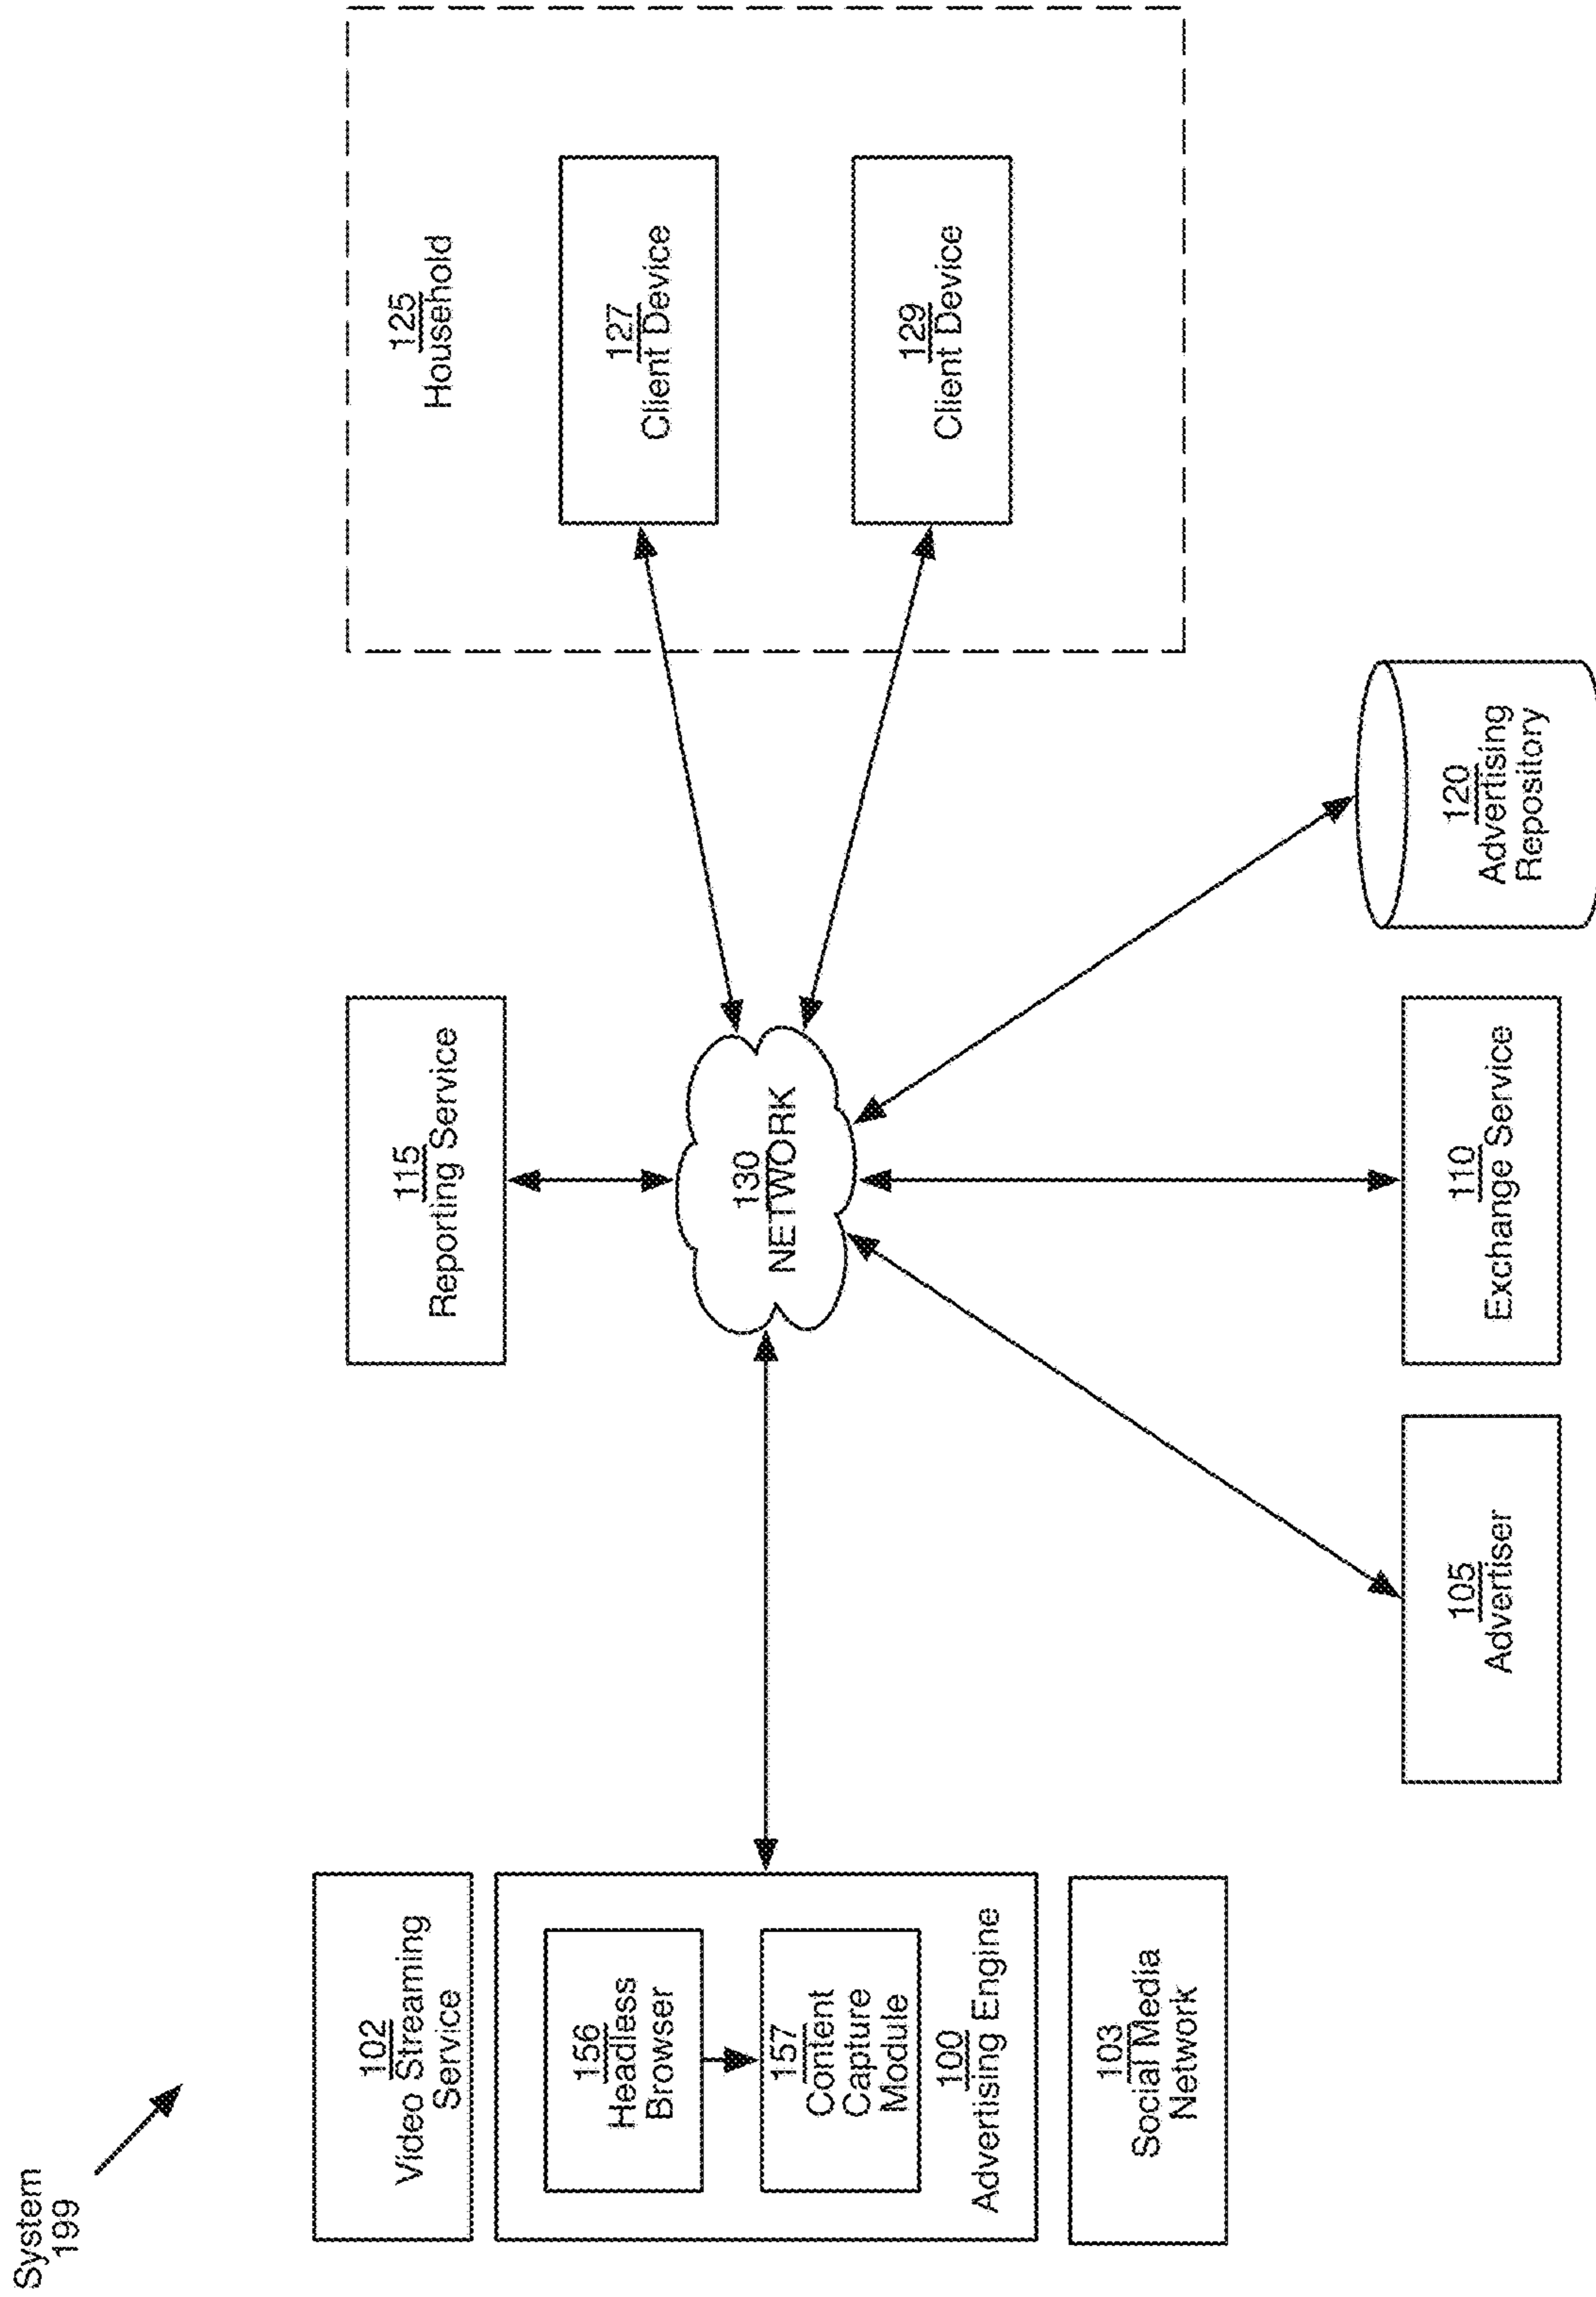 System
199
102
Video Streaming
Service
156
Headless
Browser
157
Content
Capture
Module
100
Advertising Engine
103
Social Media
Network
115
Reporting Service
130
NETWORK
105
Advertiser
110
Exchange Service
120
Advertising
Repository
125
Household
127
Client Device
129
Client Device